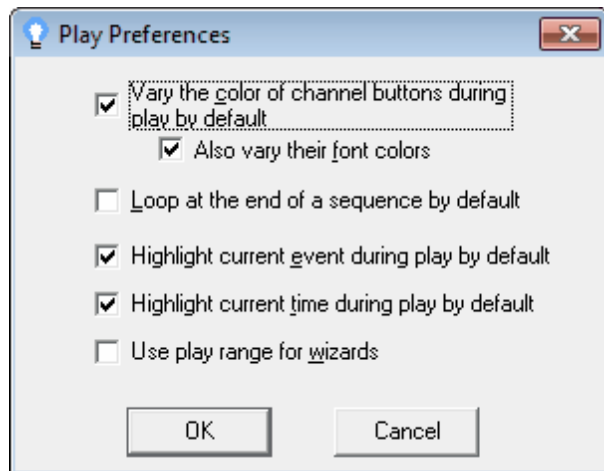 Play Preferences
Vary the color of channel buttons during
play by default
Also vary their font colors
Loop at the end of a sequence by default
Highlight current event during play by default
Highlight current time during play by default
Use play range for wizards
OK
Cancel